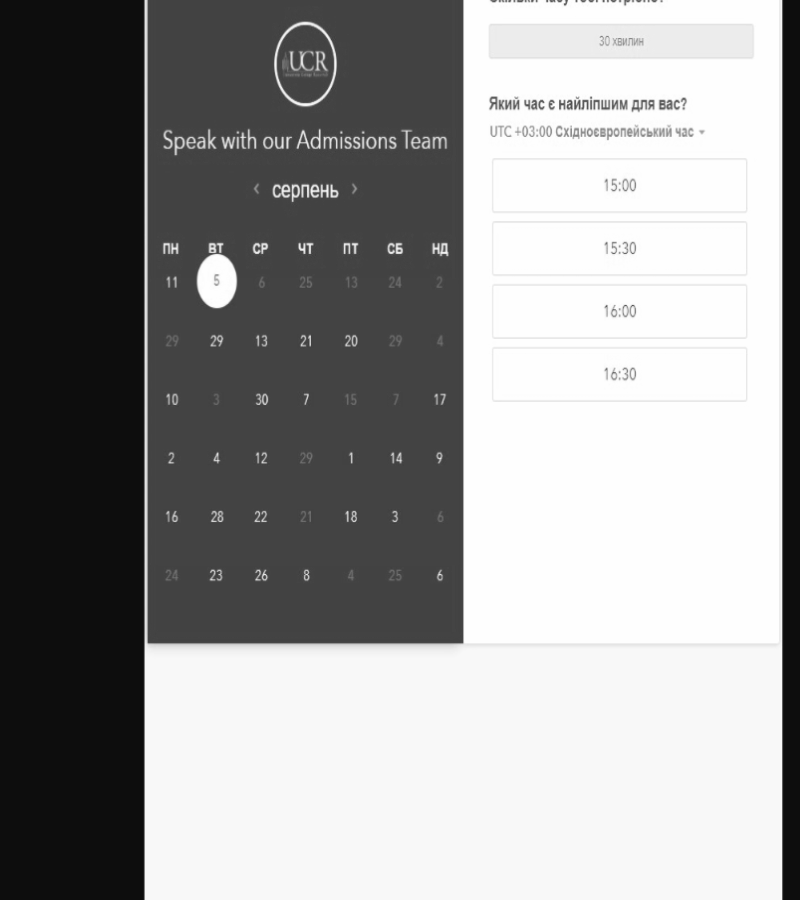 UCR
Speak with our Admissions Team
‹ серпень ›
ПН ВТ СР ЧТ ПТ СБ НД
11 5 6 25 13 24 2
29 29 13 21 20 29 4
10 3 30 7 15 7 17
2 4 12 29 1 14 9
16 28 22 21 18 3 6
24 23 26 8 4 25 6
30 хвилин
Який час є найліпшим для вас?
UTC +03:00 Східноєвропейський час
15:00
15:30
16:00
16:30